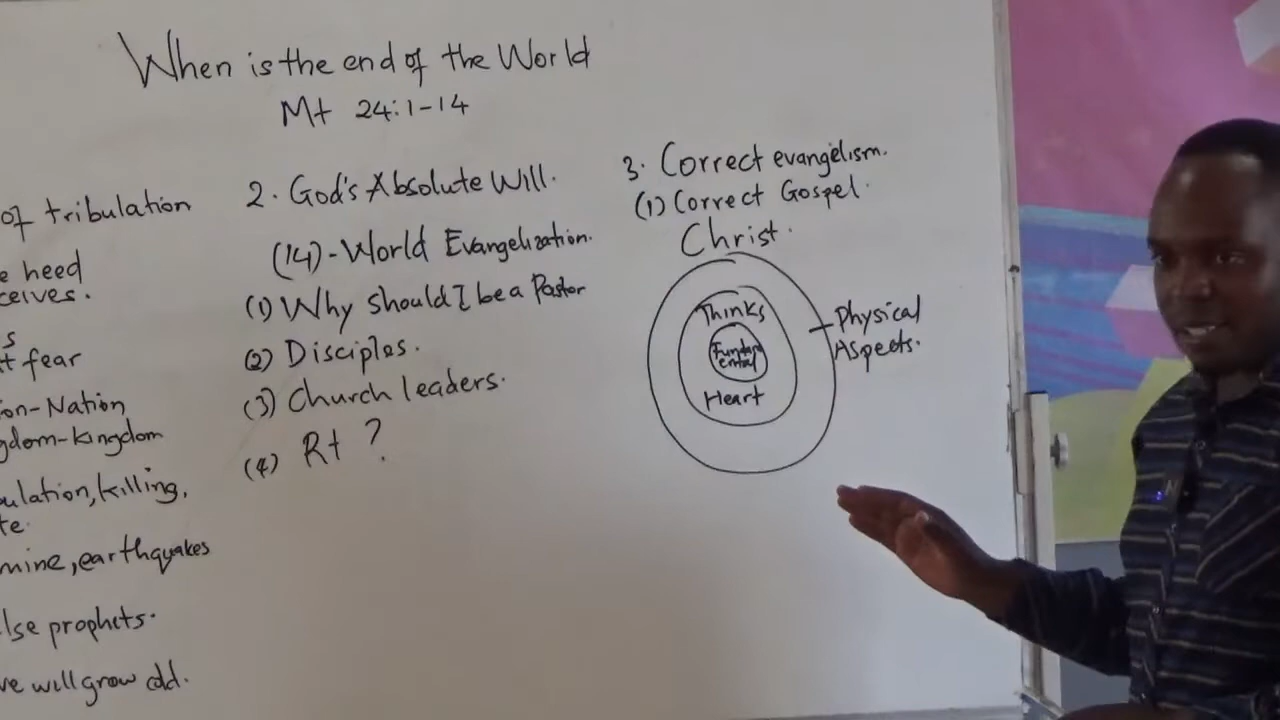 When is the end of the World
Mt 24:1-14
of tribulation
e heed
ceives.
s
t fear
ion-Nation
gdom-kingdom
ulation, killing,
te.
mine, earthquakes
lse prophets.
ve will grow cold.
2. God's Absolute Will.
(14)-World Evangelization.
(1) Why should I be a Pastor
(2) Disciples.
(3) Church leaders.
(4) Rt ?
3. Correct evangelism.
(1) Correct Gospel.
Christ.
Thinks
Fundam
ental
Heart
Physical
Aspects.